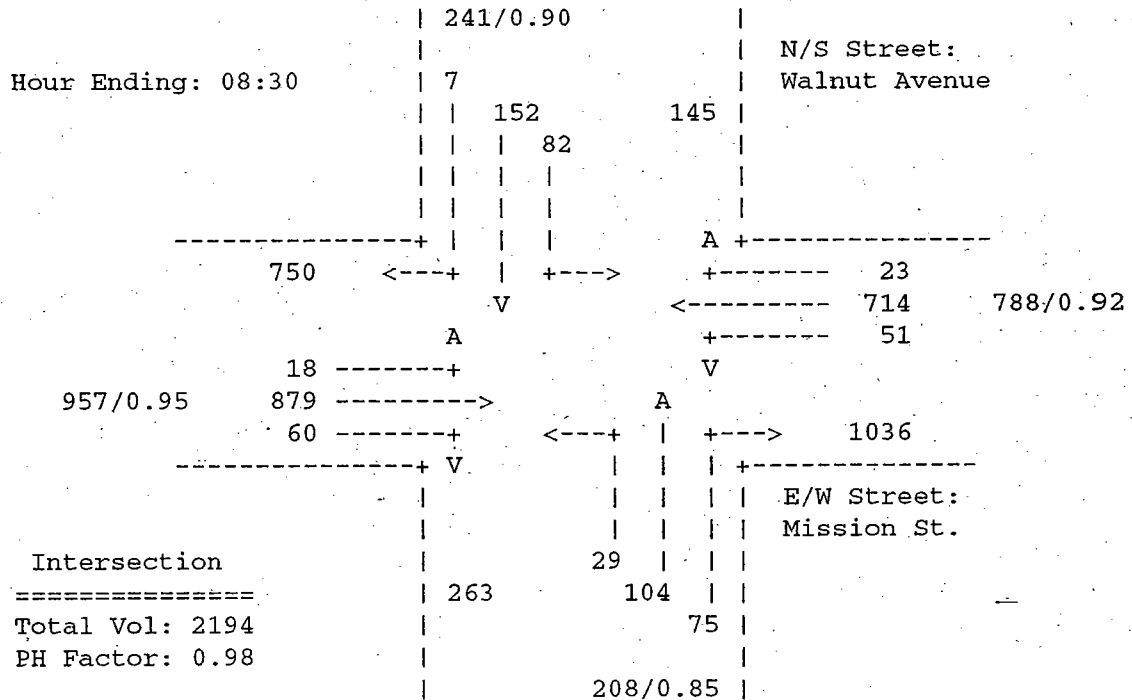 241/0.90
N/S Street:
Hour Ending: 08:30 7 Walnut Avenue
152 145
82
A
750 <---+ | +---> +------- 23
V <--------- 714 788/0.92
A +------- 51
18 -------+ V
957/0.95 879 ---------> A
60 -------+ <---+ | +---> 1036
V
E/W Street:
Mission St.
Intersection 29
=============== 263 104
Total Vol: 2194 75
PH Factor: 0.98
208/0.85